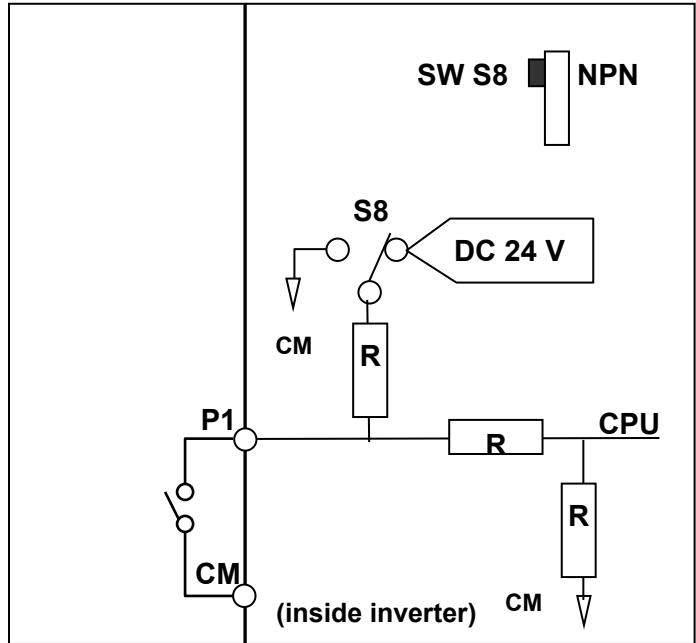 SW S8 NPN
S8
DC 24 V
CM
R
P1
R
CPU
R
CM
(inside inverter)
CM